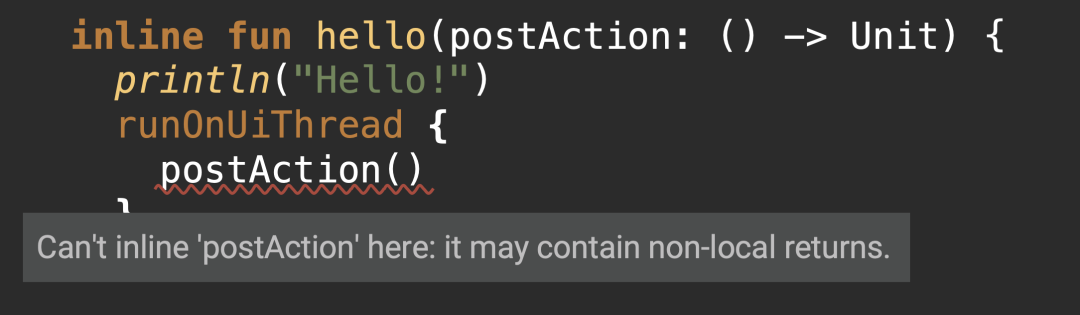 inline fun hello(postAction: () -> Unit) {
println("Hello!")
runOnUiThread {
postAction()
}
Can't inline 'postAction' here: it may contain non-local returns.